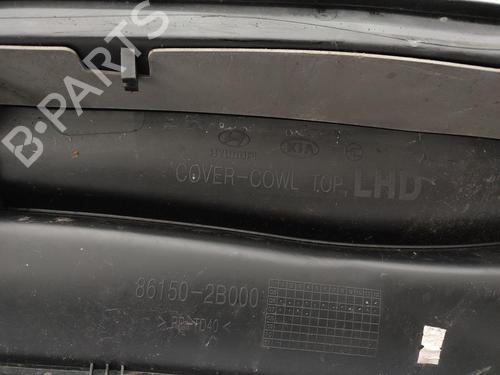 B-PARTS
HYUNDAI KIA
COVER-COWL TOP, LHD
86150-2B000
>PP-TD40<